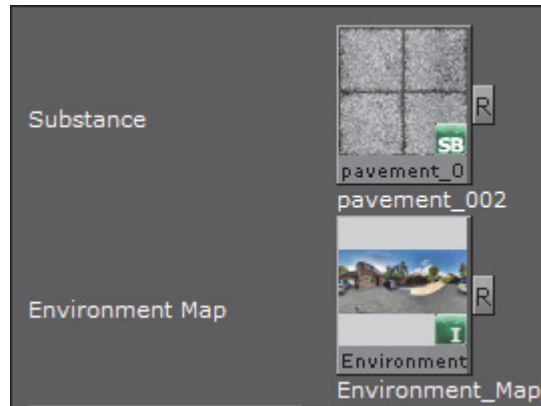 Substance
R
SB
pavement_0
pavement_002
Environment Map
R
I
Environment
Environment_Map